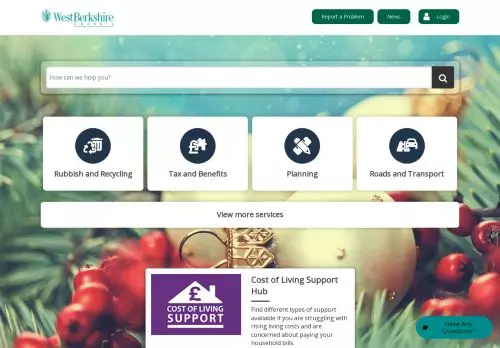 WestBerkshire
COUNCIL
Report a Problem
News
Login
How can we help you?
Rubbish and Recycling
Tax and Benefits
Planning
Roads and Transport
View more services
£
COST OF LIVING
SUPPORT
Cost of Living Support
Hub
Find different types of support
available if you are struggling with
rising living costs and are
concerned about paying your
household bills.
Have Any
Questions?